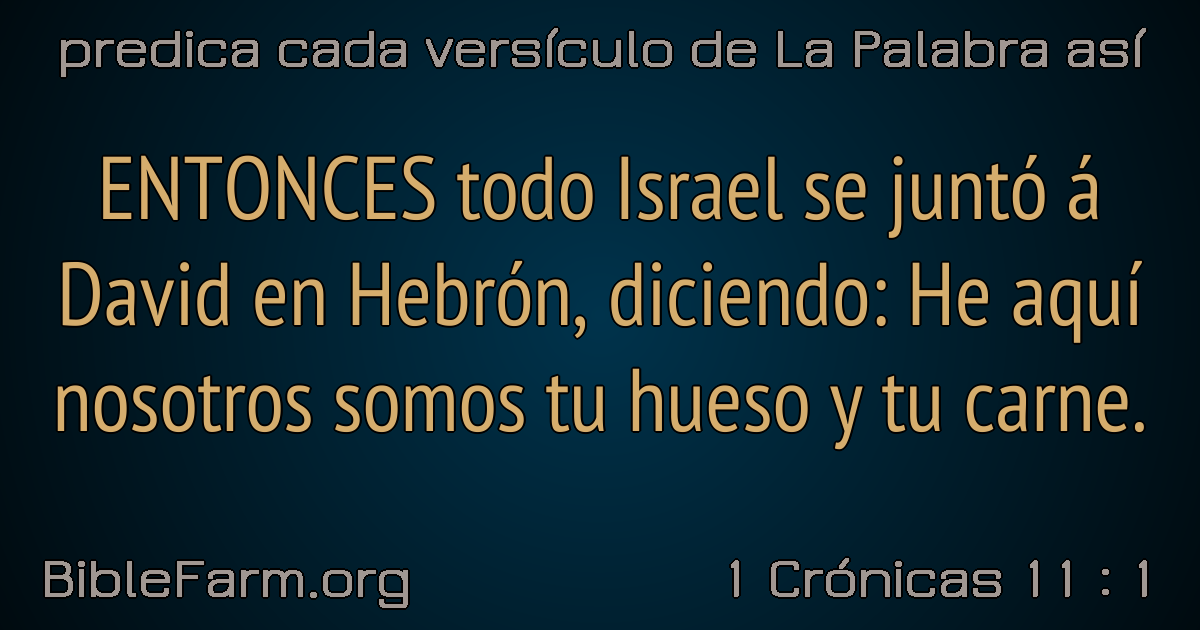 predica cada versículo de La Palabra así
ENTONCES todo Israel se juntó á
David en Hebrón, diciendo: He aquí
nosotros somos tu hueso y tu carne.
BibleFarm.org
1 Crónicas 11 : 1